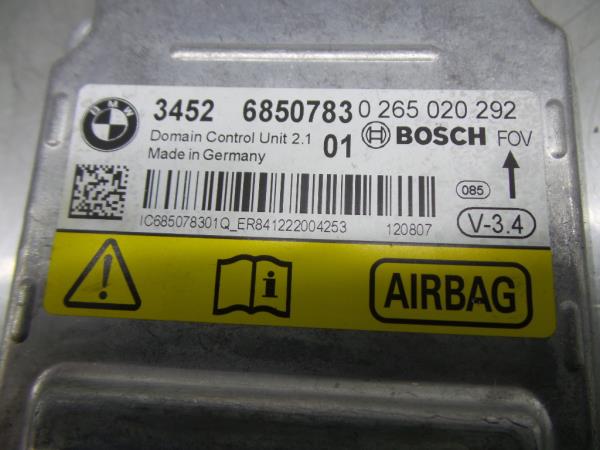 BMW
3452 6850783 0 265 020 292
Domain Control Unit 2.1 01 BOSCH FOV
Made in Germany
085
IC685078301Q_ER841222004253 120807 V-3.4
i AIRBAG